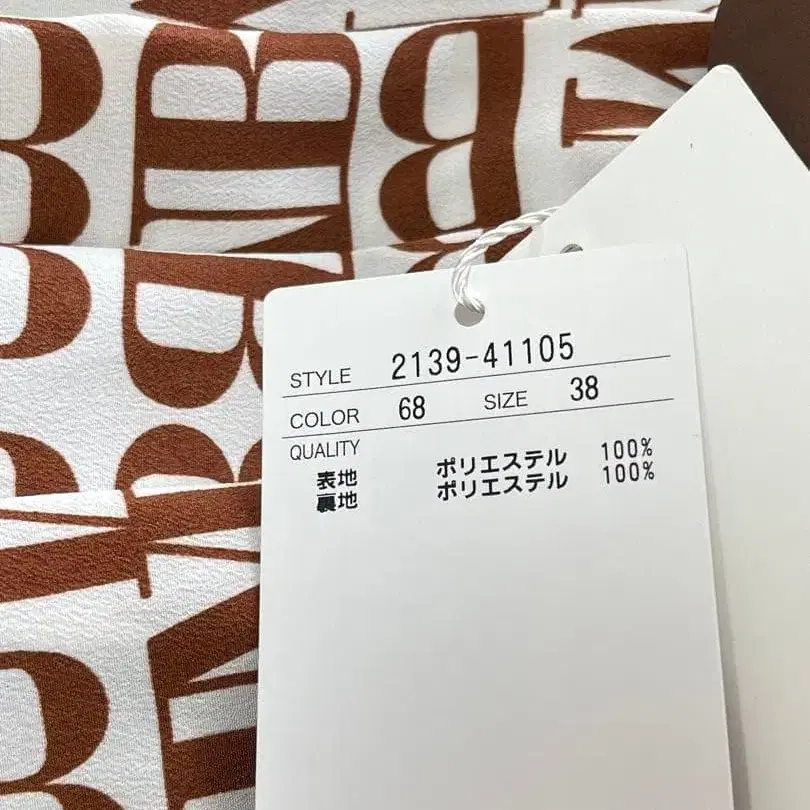 STYLE 2139-41105
COLOR 68 SIZE 38
QUALITY
表地 ポリエステル 100%
裏地 ポリエステル 100%